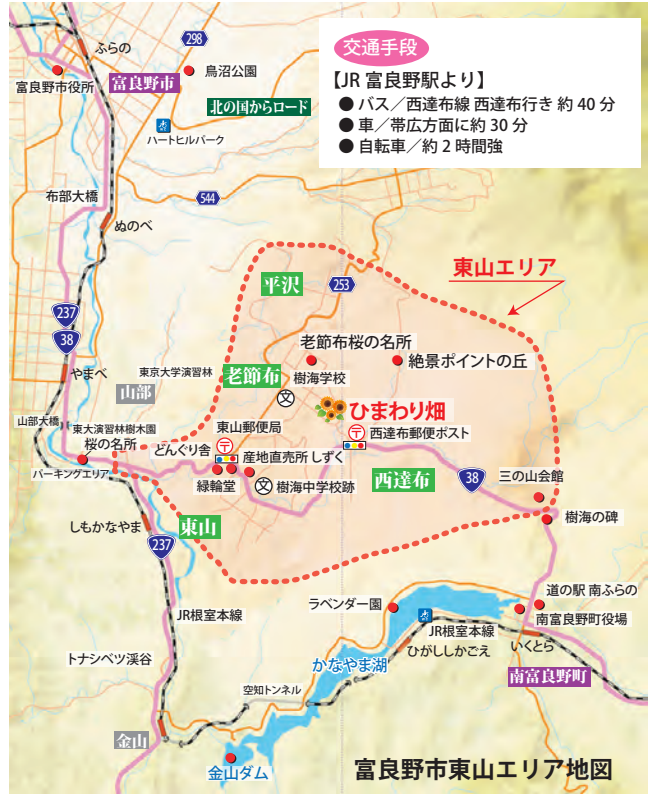 交通手段
【JR 富良野駅より】
● バス／西達布線 西達布行き 約 40 分
● 車／帯広方面に約 30 分
● 自転車／約 2 時間強
ふらの
298
富良野市役所
富良野市
鳥沼公園
北の国からロード
ハートヒルパーク
544
布部大橋
ぬのべ
東山エリア
平沢
253
237
38
老節布桜の名所
絶景ポイントの丘
やまべ
東京大学演習林
老節布
樹海学校
山部
文
ひまわり畑
山部大橋
東大演習林樹木園
桜の名所
東山郵便局
〒
〒
西達布郵便ポスト
どんぐり舎
産地直売所 しずく
パーキングエリア
緑輪堂
文
樹海中学校跡
西達布
38
三の山会館
東山
樹海の碑
しもかなやま
237
JR根室本線
ラベンダー園
道の駅 南ふらの
南富良野町役場
JR根室本線
ひがししかごえ
いくとら
トナシベツ渓谷
かなやま湖
南富良野町
空知トンネル
金山
金山ダム
富良野市東山エリア地図